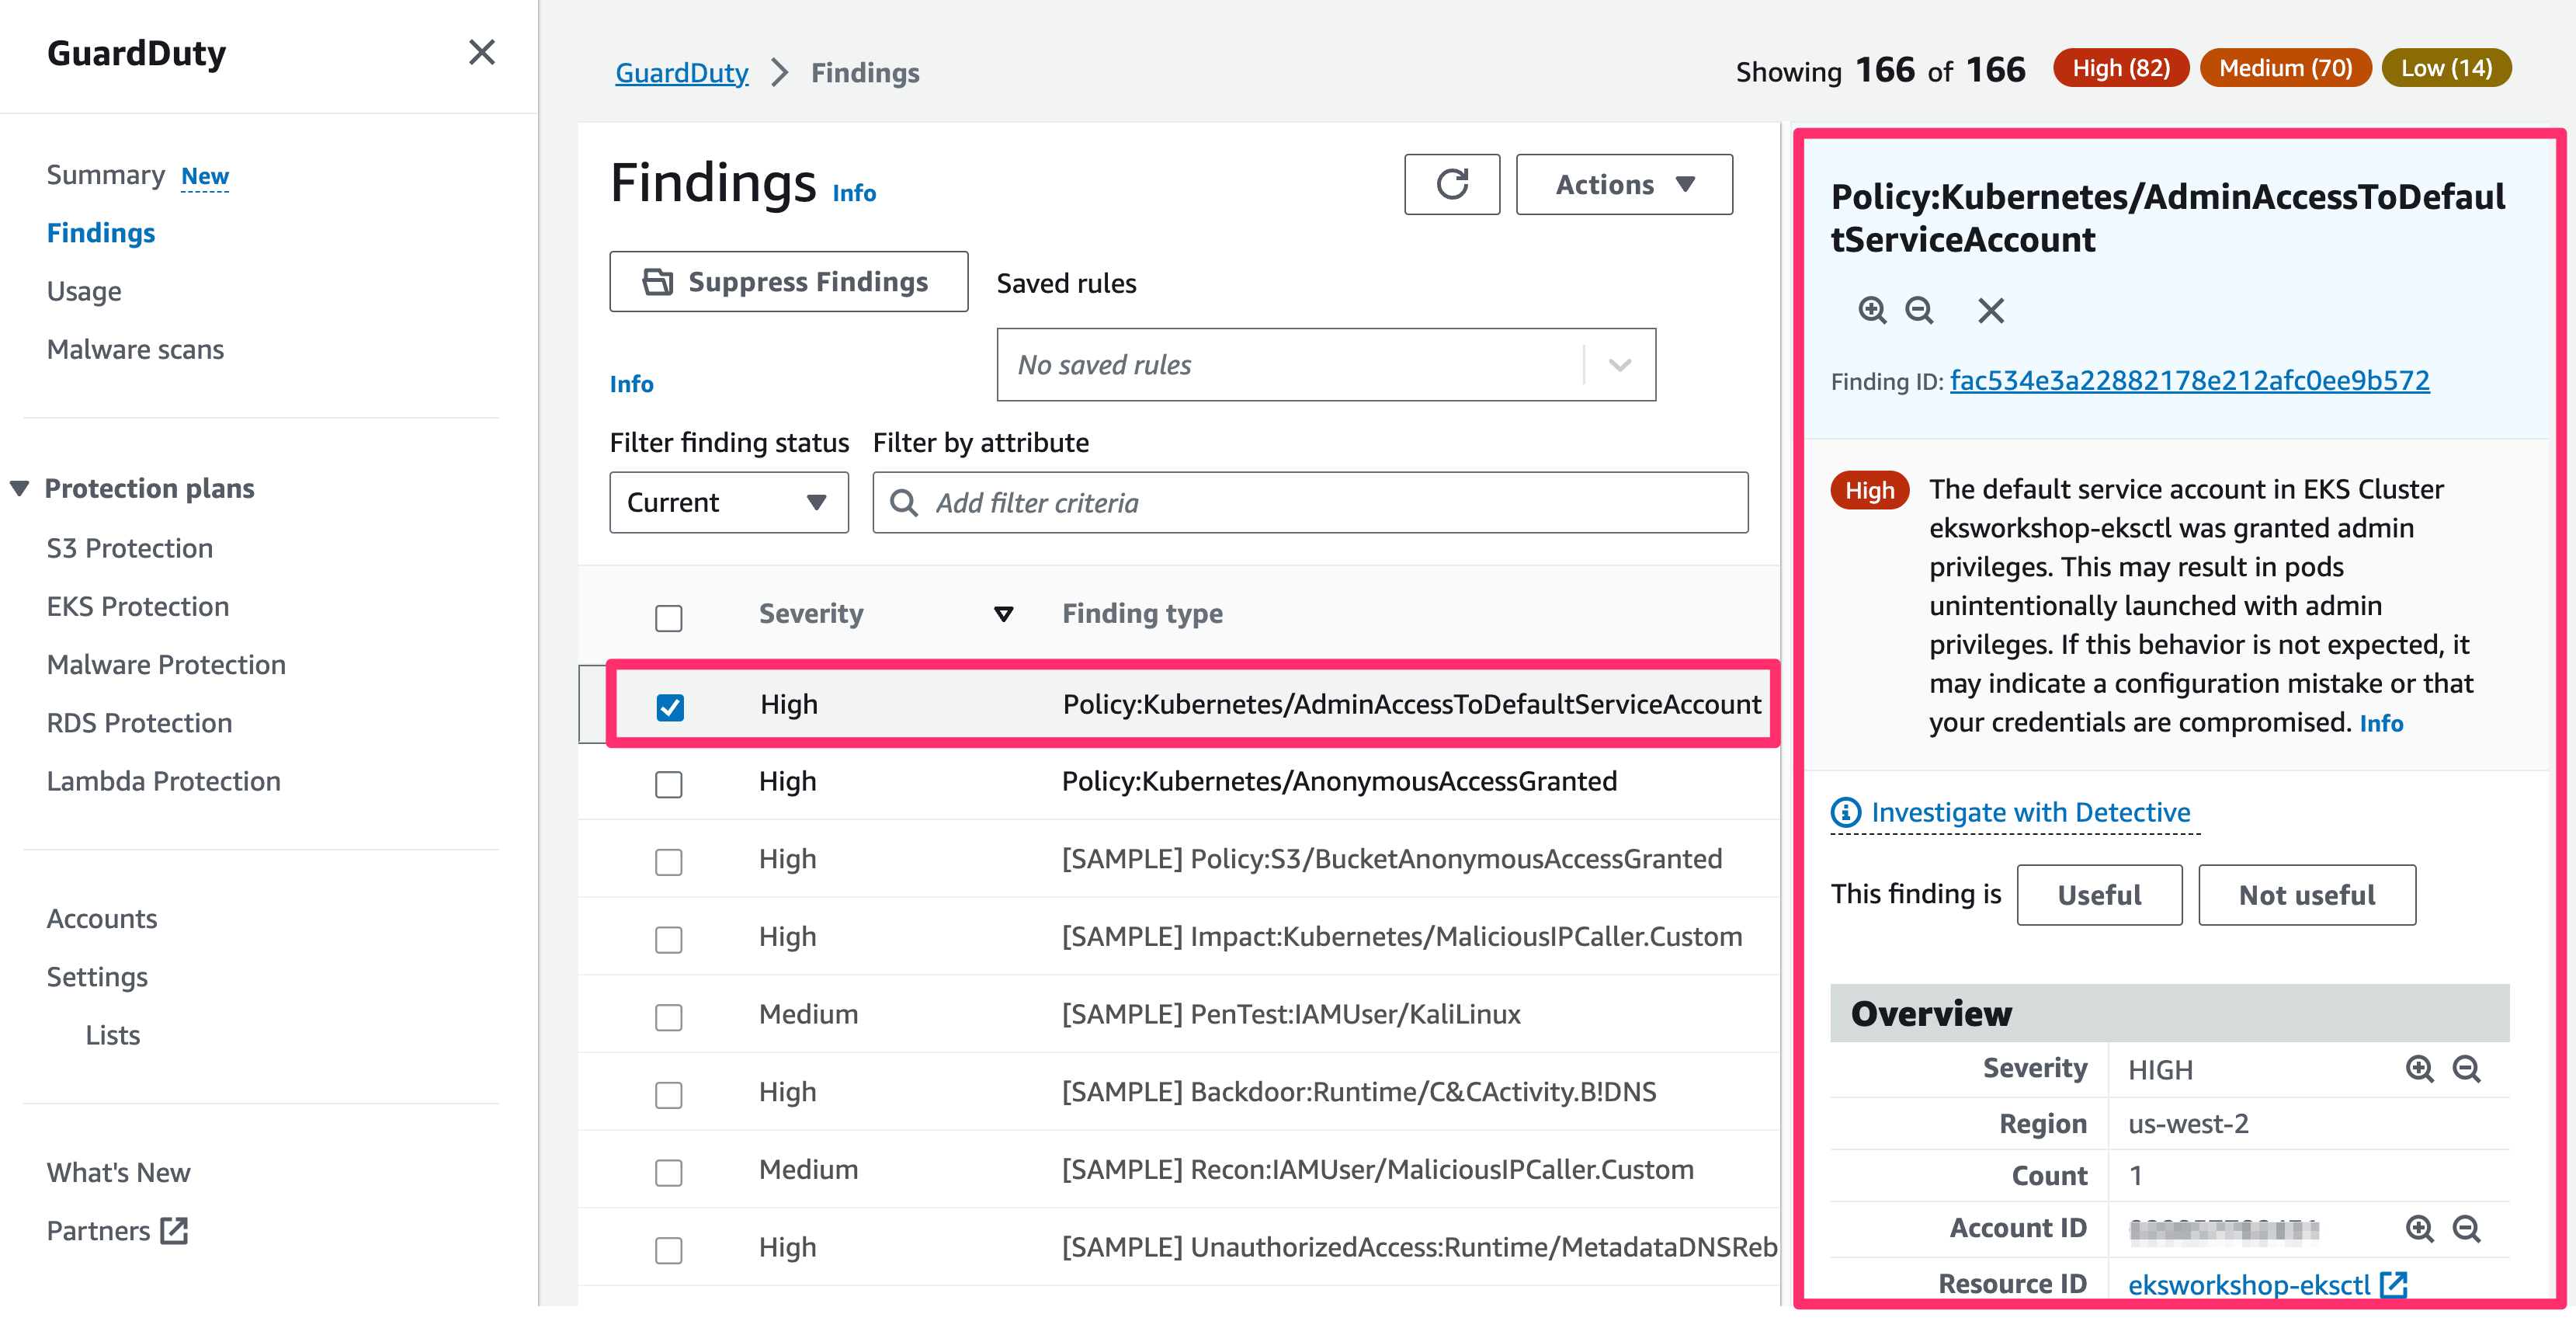 GuardDuty
Summary New
Findings
Usage
Malware scans
Protection plans
S3 Protection
EKS Protection
Malware Protection
RDS Protection
Lambda Protection
Accounts
Settings
Lists
What's New
Partners
GuardDuty > Findings
Showing 166 of 166 High (82) Medium (70) Low (14)
Findings Info
Actions
Suppress Findings
Saved rules
No saved rules
Info
Filter finding status Filter by attribute
Current Add filter criteria
Severity Finding type
High Policy:Kubernetes/AdminAccessToDefaultServiceAccount
High Policy:Kubernetes/AnonymousAccessGranted
High [SAMPLE] Policy:S3/BucketAnonymousAccessGranted
High [SAMPLE] Impact:Kubernetes/MaliciousIPCaller.Custom
Medium [SAMPLE] PenTest:IAMUser/KaliLinux
High [SAMPLE] Backdoor:Runtime/C&CActivity.B!DNS
Medium [SAMPLE] Recon:IAMUser/MaliciousIPCaller.Custom
High [SAMPLE] UnauthorizedAccess:Runtime/MetadataDNSReb
Policy:Kubernetes/AdminAccessToDefaul
tServiceAccount
Finding ID: fac534e3a22882178e212afc0ee9b572
High The default service account in EKS Cluster
eksworkshop-eksctl was granted admin
privileges. This may result in pods
unintentionally launched with admin
privileges. If this behavior is not expected, it
may indicate a configuration mistake or that
your credentials are compromised. Info
Investigate with Detective
This finding is Useful Not useful
Overview
Severity HIGH
Region us-west-2
Count 1
Account ID
Resource ID eksworkshop-eksctl